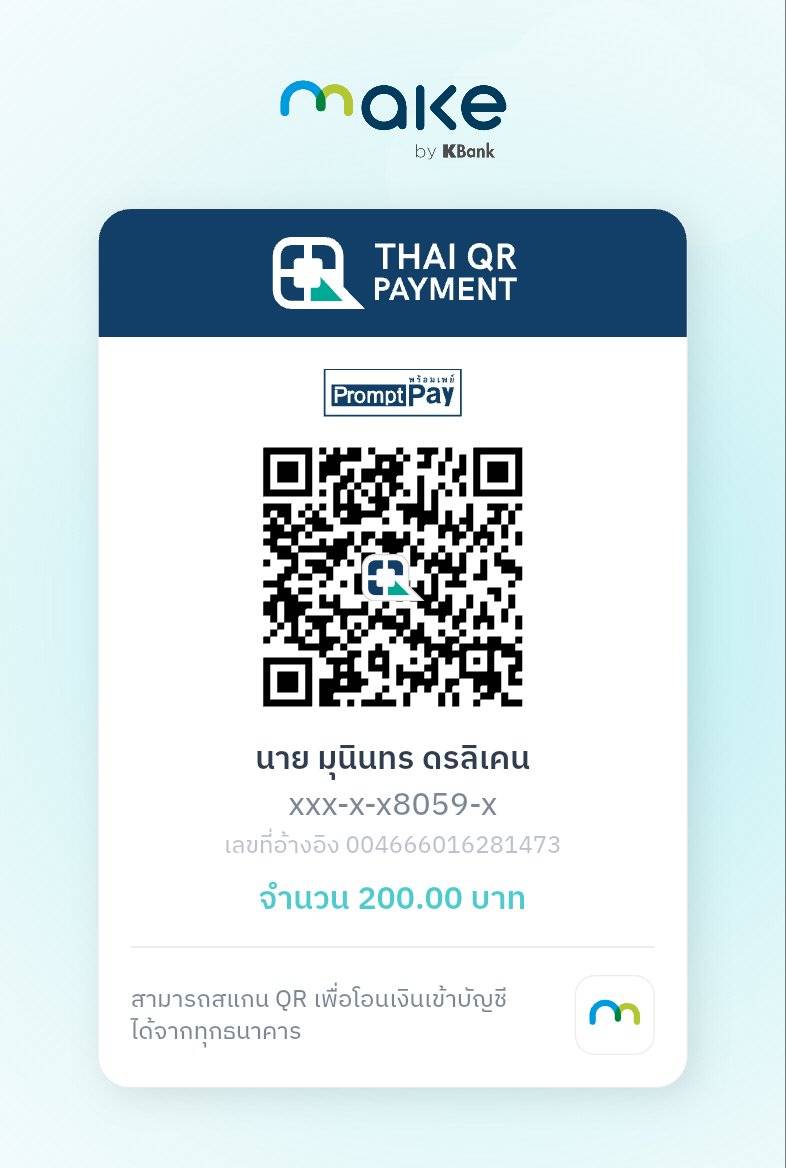 make
by KBank
THAI QR
PAYMENT
พร้อมเพย์
PromptPay
นาย มุนินทร ดรลิเคน
xxx-x-x8059-x
เลขที่อ้างอิง 004666016281473
จำนวน 200.00 บาท
สามารถสแกน QR เพื่อโอนเงินเข้าบัญชี
ได้จากทุกธนาคาร